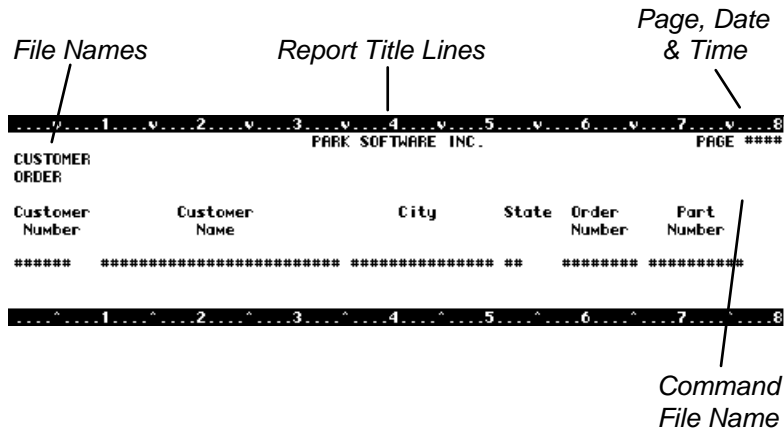 File Names
Report Title Lines
Page, Date
& Time
....v....1....v....2....v....3....v....4....v....5....v....6....v....7....v....8
PARK SOFTWARE INC. PAGE ####
CUSTOMER
ORDER
Customer Customer City State Order Part
Number Name Number Number
###### ######################### ############### ## ######## ##########
....^....1....^....2....^....3....^....4....^....5....^....6....^....7....^....8
Command
File Name